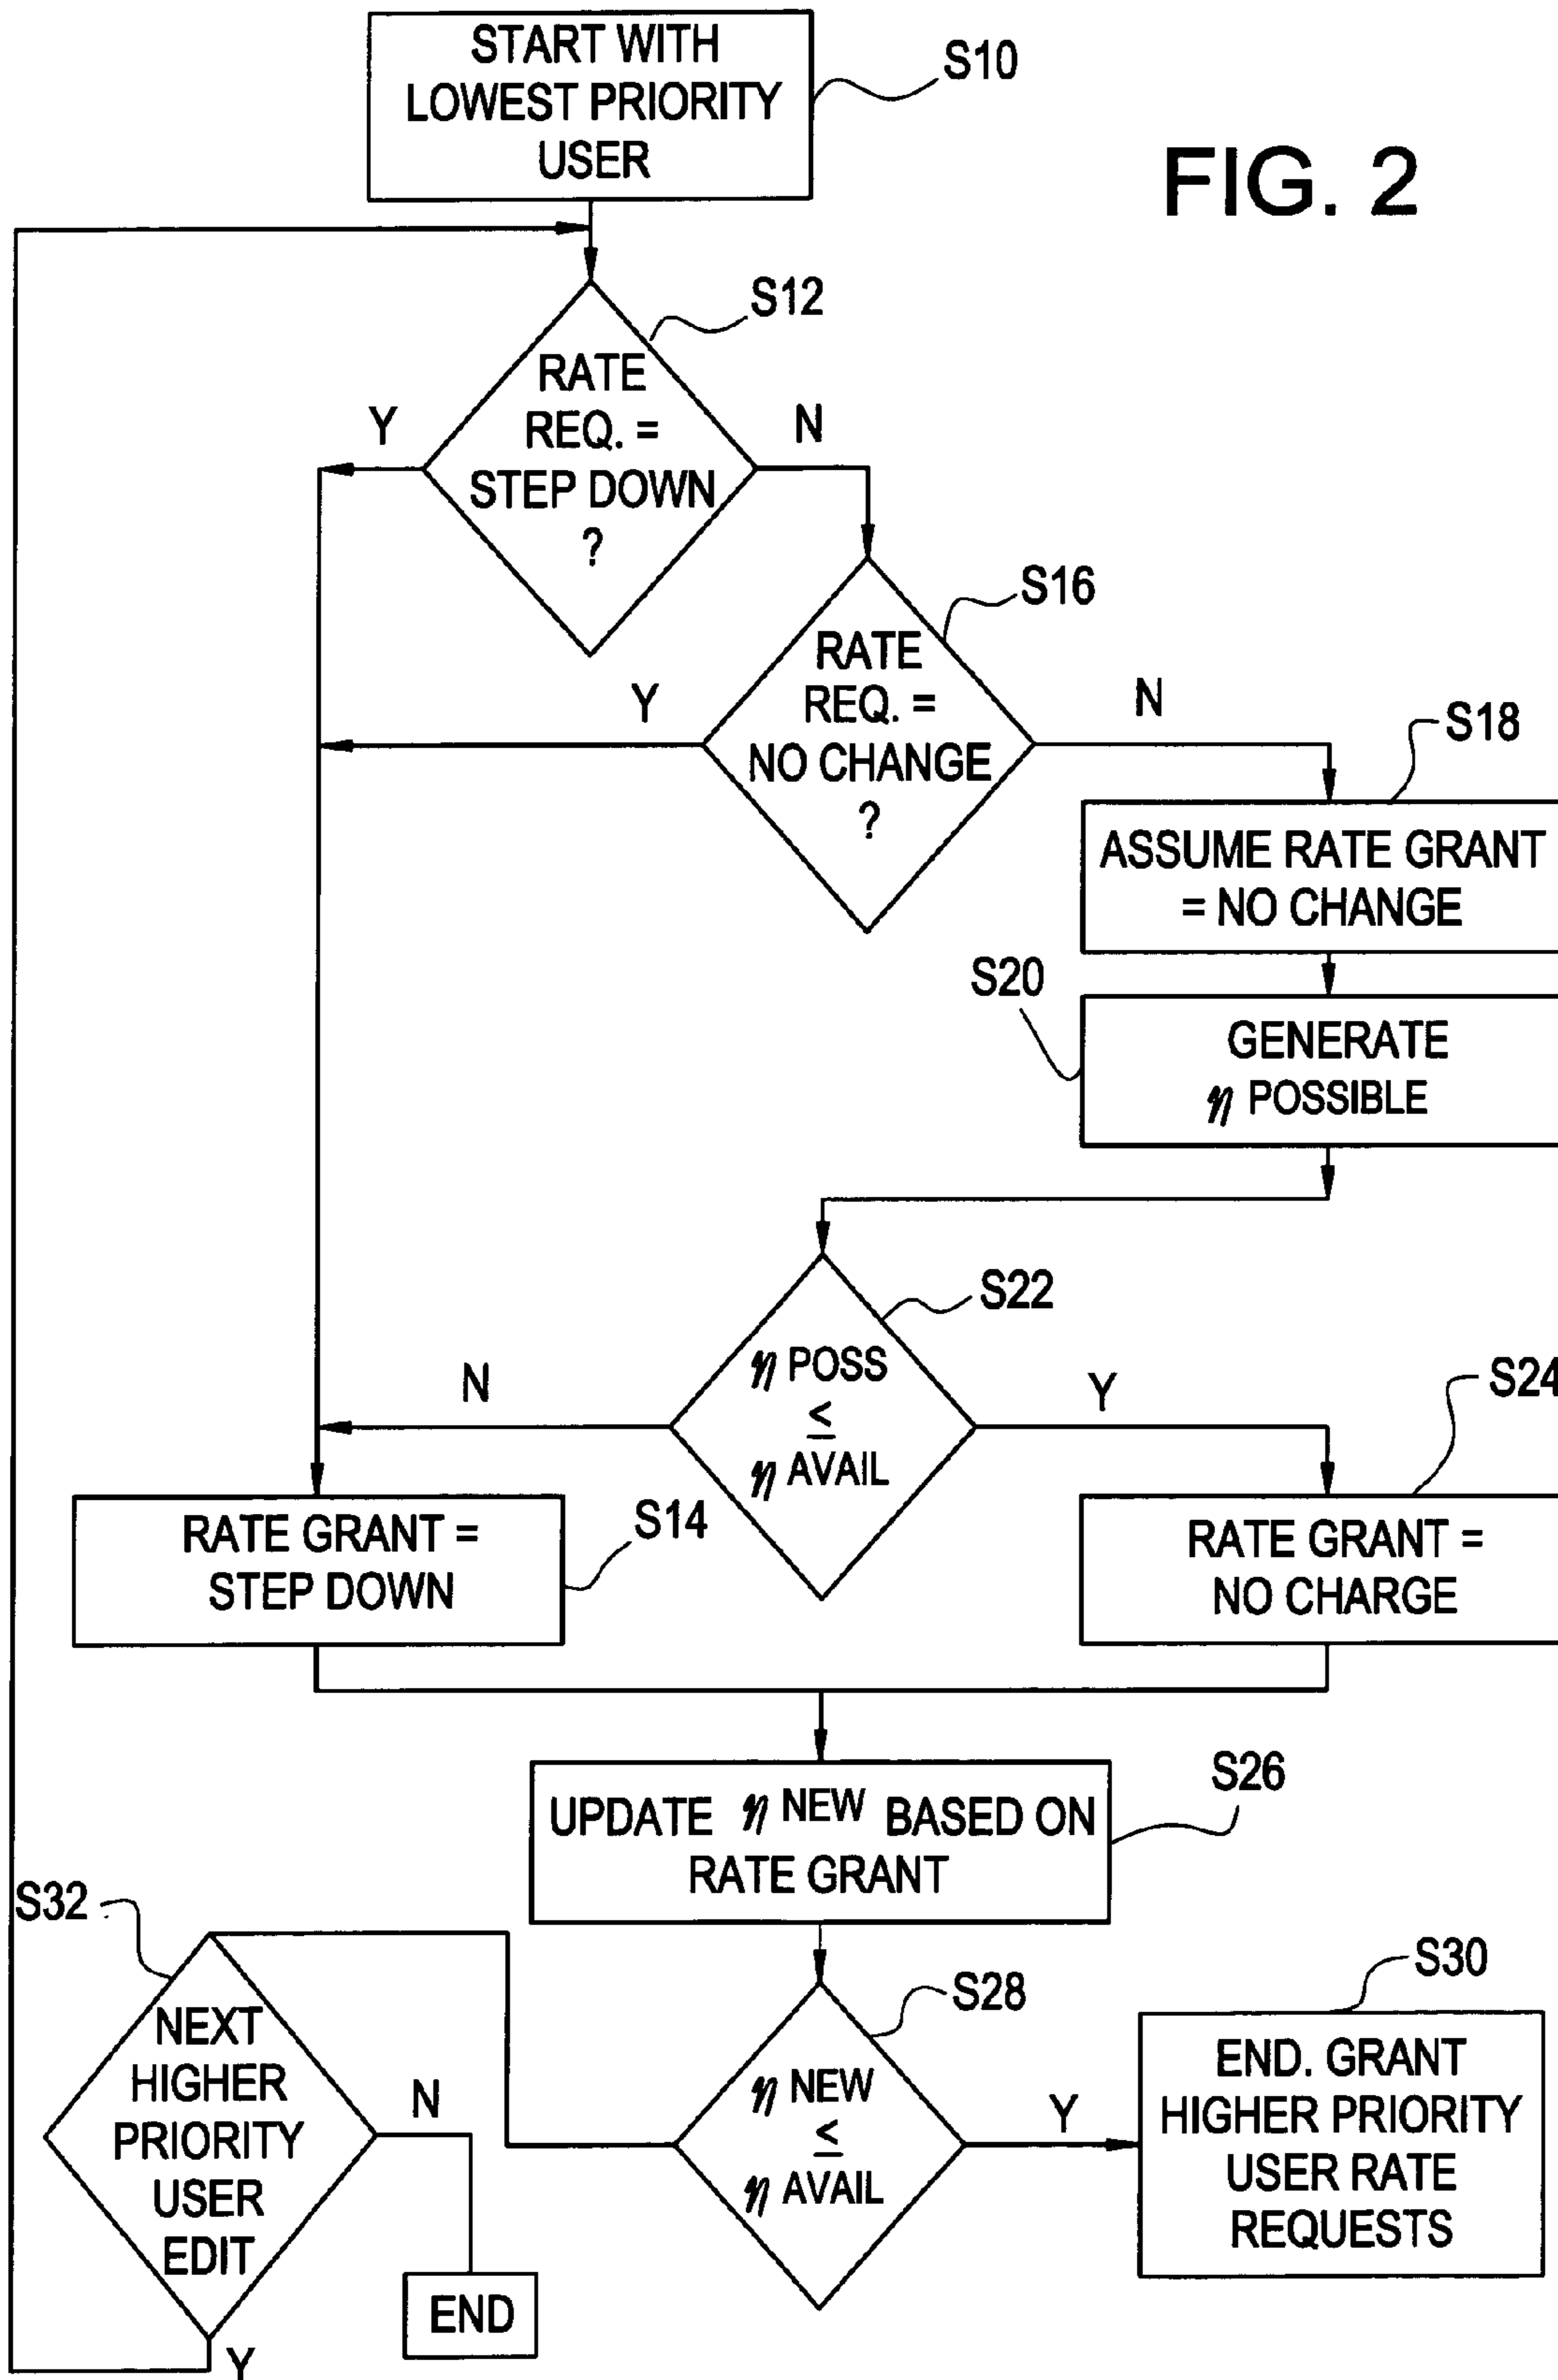 START WITH
LOWEST PRIORITY
USER
S10
FIG. 2
S12
RATE
REQ. =
STEP DOWN
?
Y
N
S16
RATE
REQ. =
NO CHANGE
?
Y
N
S18
ASSUME RATE GRANT
= NO CHANGE
S20
GENERATE
η POSSIBLE
S22
η POSS
≤
η AVAIL
N
Y
S24
RATE GRANT =
STEP DOWN
S14
RATE GRANT =
NO CHARGE
UPDATE η NEW BASED ON
RATE GRANT
S26
S32
NEXT
HIGHER
PRIORITY
USER
EDIT
N
END
Y
S28
η NEW
≤
η AVAIL
Y
S30
END. GRANT
HIGHER PRIORITY
USER RATE
REQUESTS